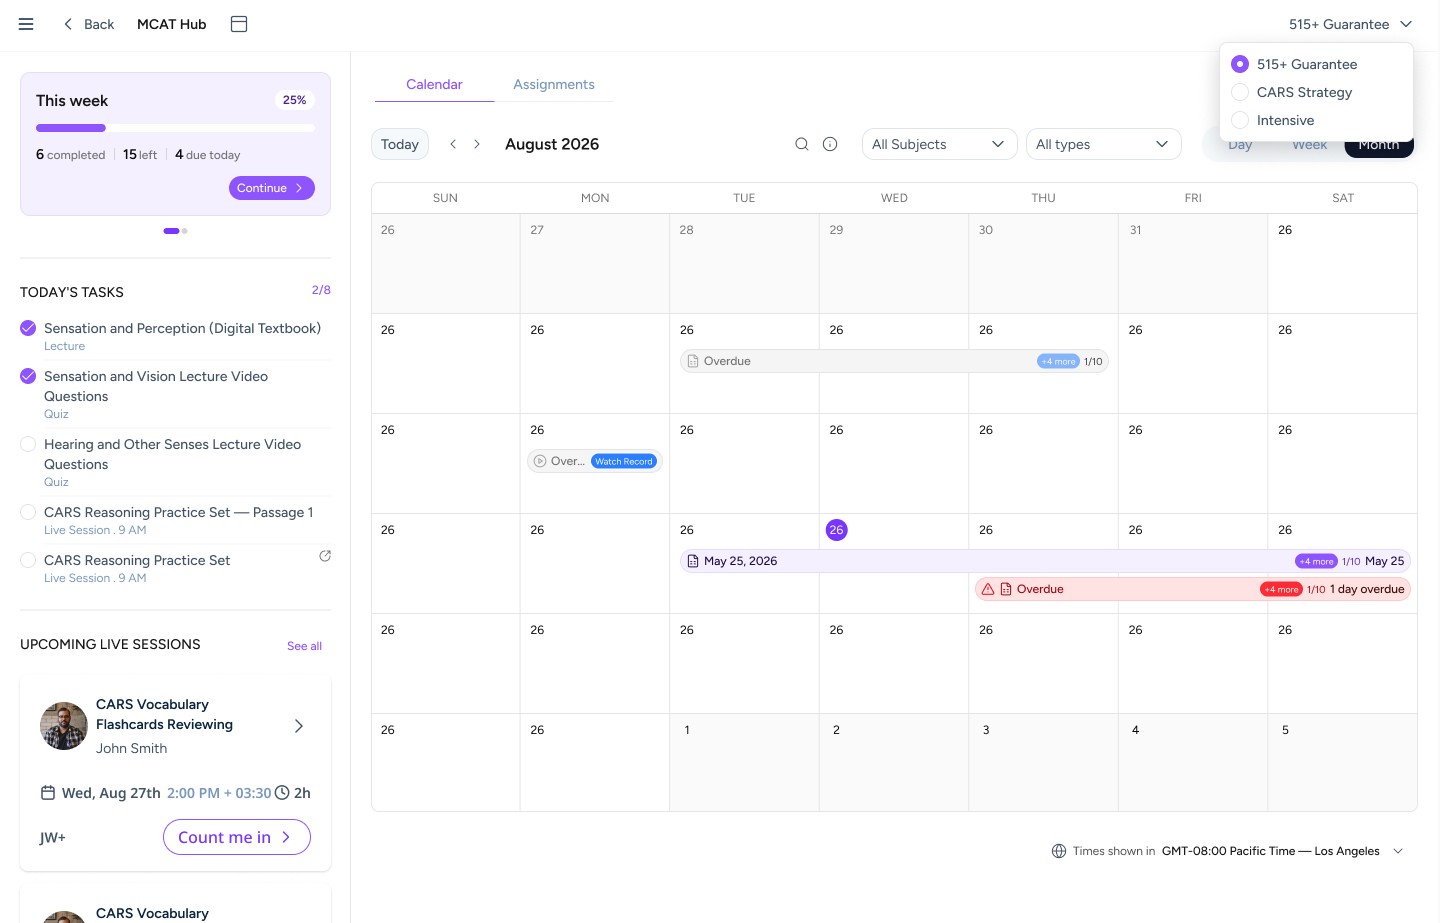 Back
MCAT Hub
515+ Guarantee
515+ Guarantee
CARS Strategy
Intensive
This week
25%
6 completed
15 left
4 due today
Continue
TODAY'S TASKS
2/8
Sensation and Perception (Digital Textbook)
Lecture
Sensation and Vision Lecture Video
Questions
Quiz
Hearing and Other Senses Lecture Video
Questions
Quiz
CARS Reasoning Practice Set — Passage 1
Live Session . 9 AM
CARS Reasoning Practice Set
Live Session . 9 AM
UPCOMING LIVE SESSIONS
See all
CARS Vocabulary
Flashcards Reviewing
John Smith
Wed, Aug 27th 2:00 PM + 03:30 2h
JW+
Count me in
CARS Vocabulary
Calendar
Assignments
Today
August 2026
All Subjects
All types
Day
Week
Month
SUN MON TUE WED THU FRI SAT
26 27 28 29 30 31 26
26 26 26 26 26 26 26
Overdue +4 more 1/10
26 26 26 26 26 26 26
Over... Watch Record
26 26 26 26 26 26 26
May 25, 2026 +4 more 1/10 May 25
Overdue +4 more 1/10 1 day overdue
26 26 26 26 26 26 26
26 26 1 2 3 4 5
Times shown in GMT-08:00 Pacific Time — Los Angeles